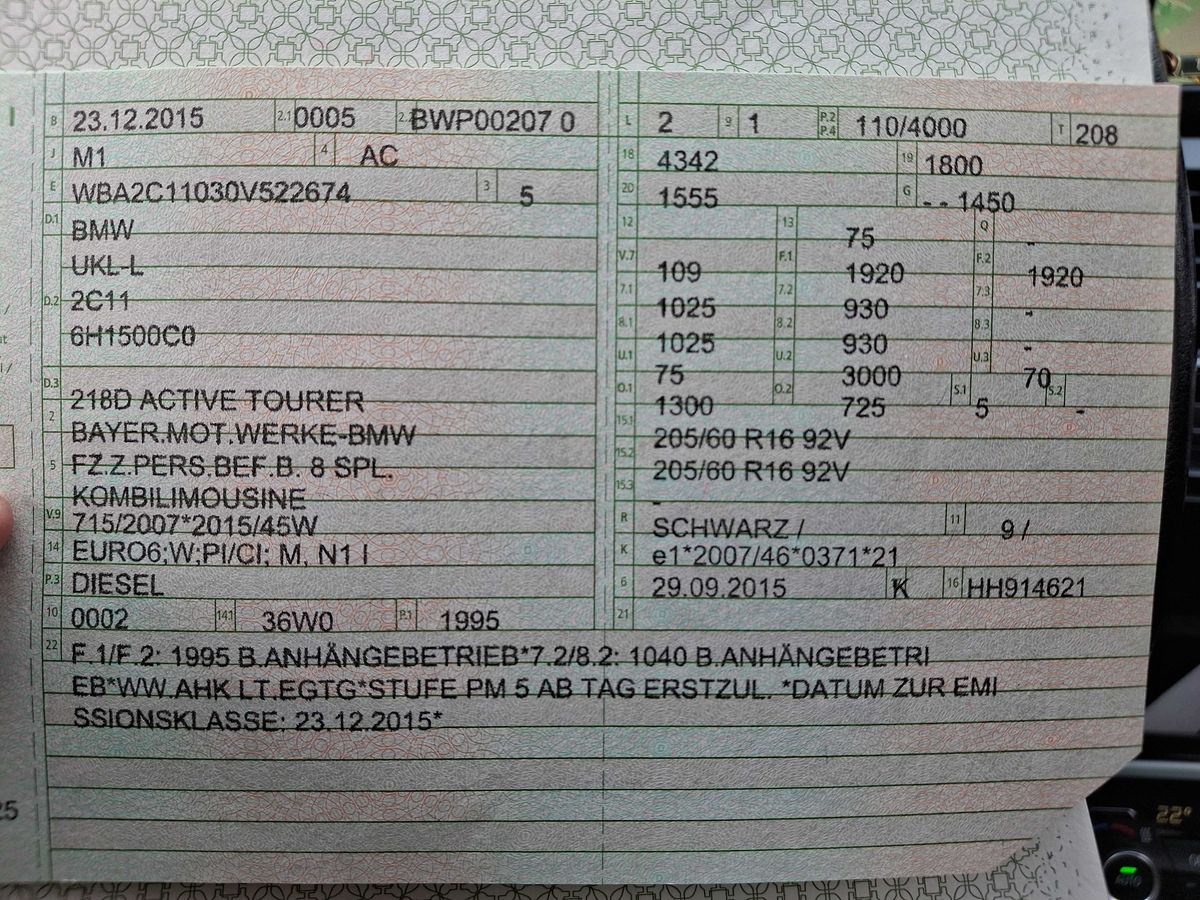 B 23.12.2015 2.1 0005 2.2 BWP00207 0
J M1 4 AC
E WBA2C11030V522674 3 5
D.1 BMW
UKL-L
D.2 2C11
6H1500C0
D.3 218D ACTIVE TOURER
2 BAYER.MOT.WERKE-BMW
5 FZ.Z.PERS.BEF.B. 8 SPL.
KOMBILIMOUSINE
V.9 715/2007*2015/45W
14 EURO6;W;PI/CI; M, N1 I
P.3 DIESEL
10 0002 14.1 36W0 P.1 1995
L 2 9 1 P.2 P.4 110/4000 T 208
18 4342 19 1800
20 1555 G - - 1450
12 13 75 Q -
V.7 109 F.1 1920 F.2 1920
7.1 1025 7.2 930 7.3 -
8.1 1025 8.2 930 8.3 -
U.1 75 U.2 3000 U.3 70
O.1 1300 O.2 725 S.1 5 S.2 -
15.1 205/60 R16 92V
15.2 205/60 R16 92V
15.3 -
R SCHWARZ / 11 9 /
K e1*2007/46*0371*21
6 29.09.2015 K 16 HH914621
21
22 F.1/F.2: 1995 B.ANHÄNGEBETRIEB*7.2/8.2: 1040 B.ANHÄNGEBETRI
EB*WW.AHK LT.EGTG*STUFE PM 5 AB TAG ERSTZUL. *DATUM ZUR EMI
SSIONSKLASSE: 23.12.2015*
25
22°
AUTO